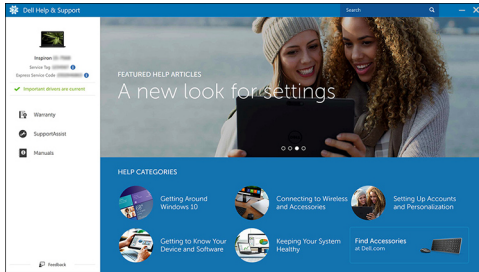 Dell Help & Support
Search
Inspiron
Service Tag
Express Service Code
Important drivers are current
Warranty
SupportAssist
Manuals
Feedback
FEATURED HELP ARTICLES
A new look for settings
HELP CATEGORIES
Getting Around
Windows 10
Connecting to Wireless
and Accessories
Setting Up Accounts
and Personalization
Getting to Know Your
Device and Software
Keeping Your System
Healthy
Find Accessories
at Dell.com